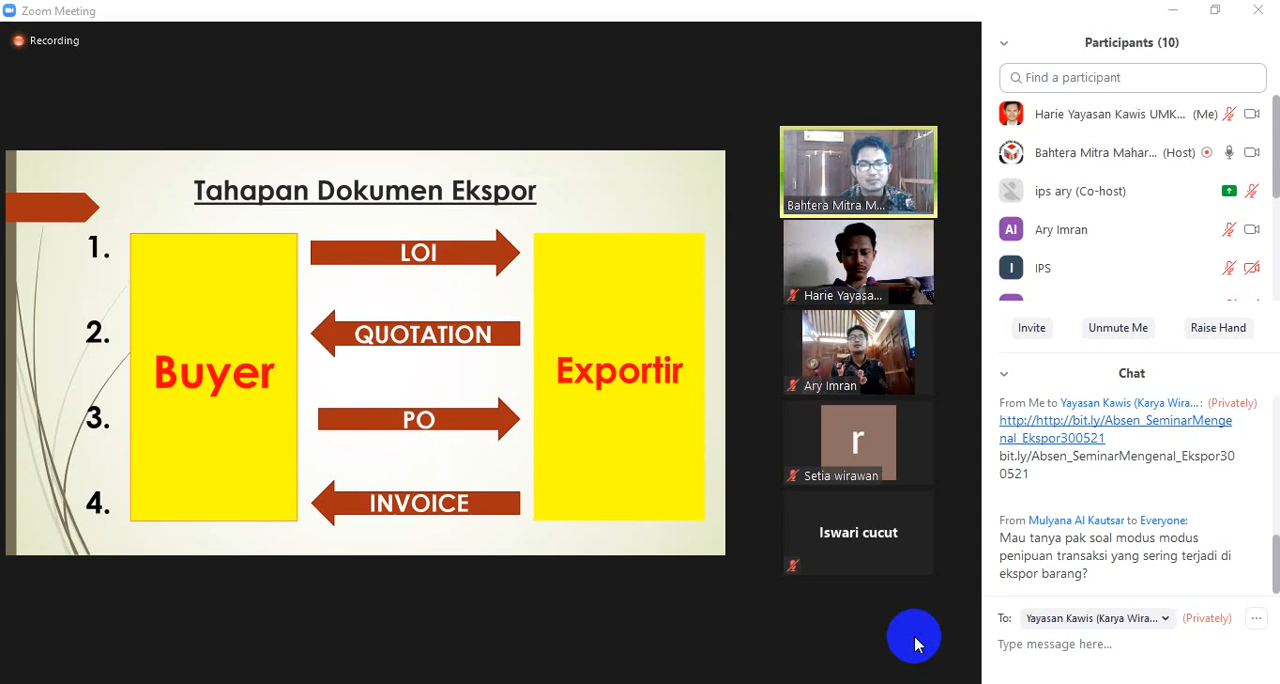 Zoom Meeting
Recording
Tahapan Dokumen Ekspor
1.
LOI
2.
QUOTATION
Buyer
Exportir
3.
PO
4.
INVOICE
Bahtera Mitra M...
Harie Yayasa...
Ary Imran
r
Setia wirawan
Iswari cucut
Participants (10)
Find a participant
Harie Yayasan Kawis UMK... (Me)
Bahtera Mitra Mahar... (Host)
ips ary (Co-host)
AI Ary Imran
I IPS
Invite
Unmute Me
Raise Hand
Chat
From Me to Yayasan Kawis (Karya Wira...: (Privately)
http://http://bit.ly/Absen_SeminarMenge
nal_Ekspor300521
bit.ly/Absen_SeminarMengenal_Ekspor30
0521
From Mulyana Al Kautsar to Everyone:
Mau tanya pak soal modus modus
penipuan transaksi yang sering terjadi di
ekspor barang?
To: Yayasan Kawis (Karya Wira... (Privately)
Type message here...